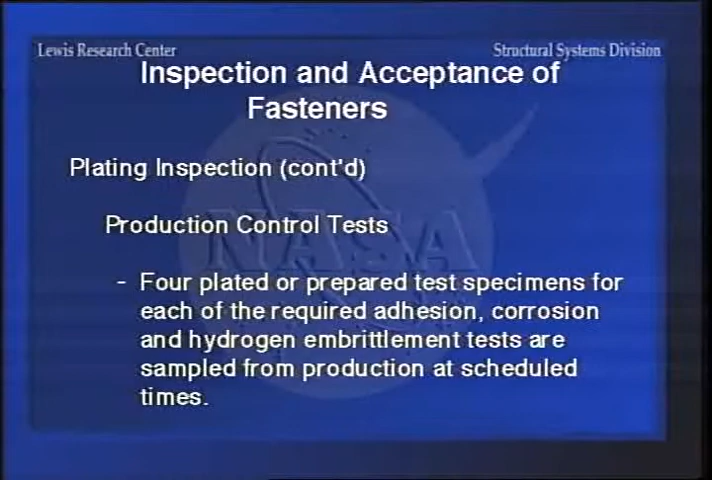 Lewis Research Center
Structural Systems Division
Inspection and Acceptance of
Fasteners
Plating Inspection (cont'd)
Production Control Tests
- Four plated or prepared test specimens for
each of the required adhesion, corrosion
and hydrogen embrittlement tests are
sampled from production at scheduled
times.
NASA